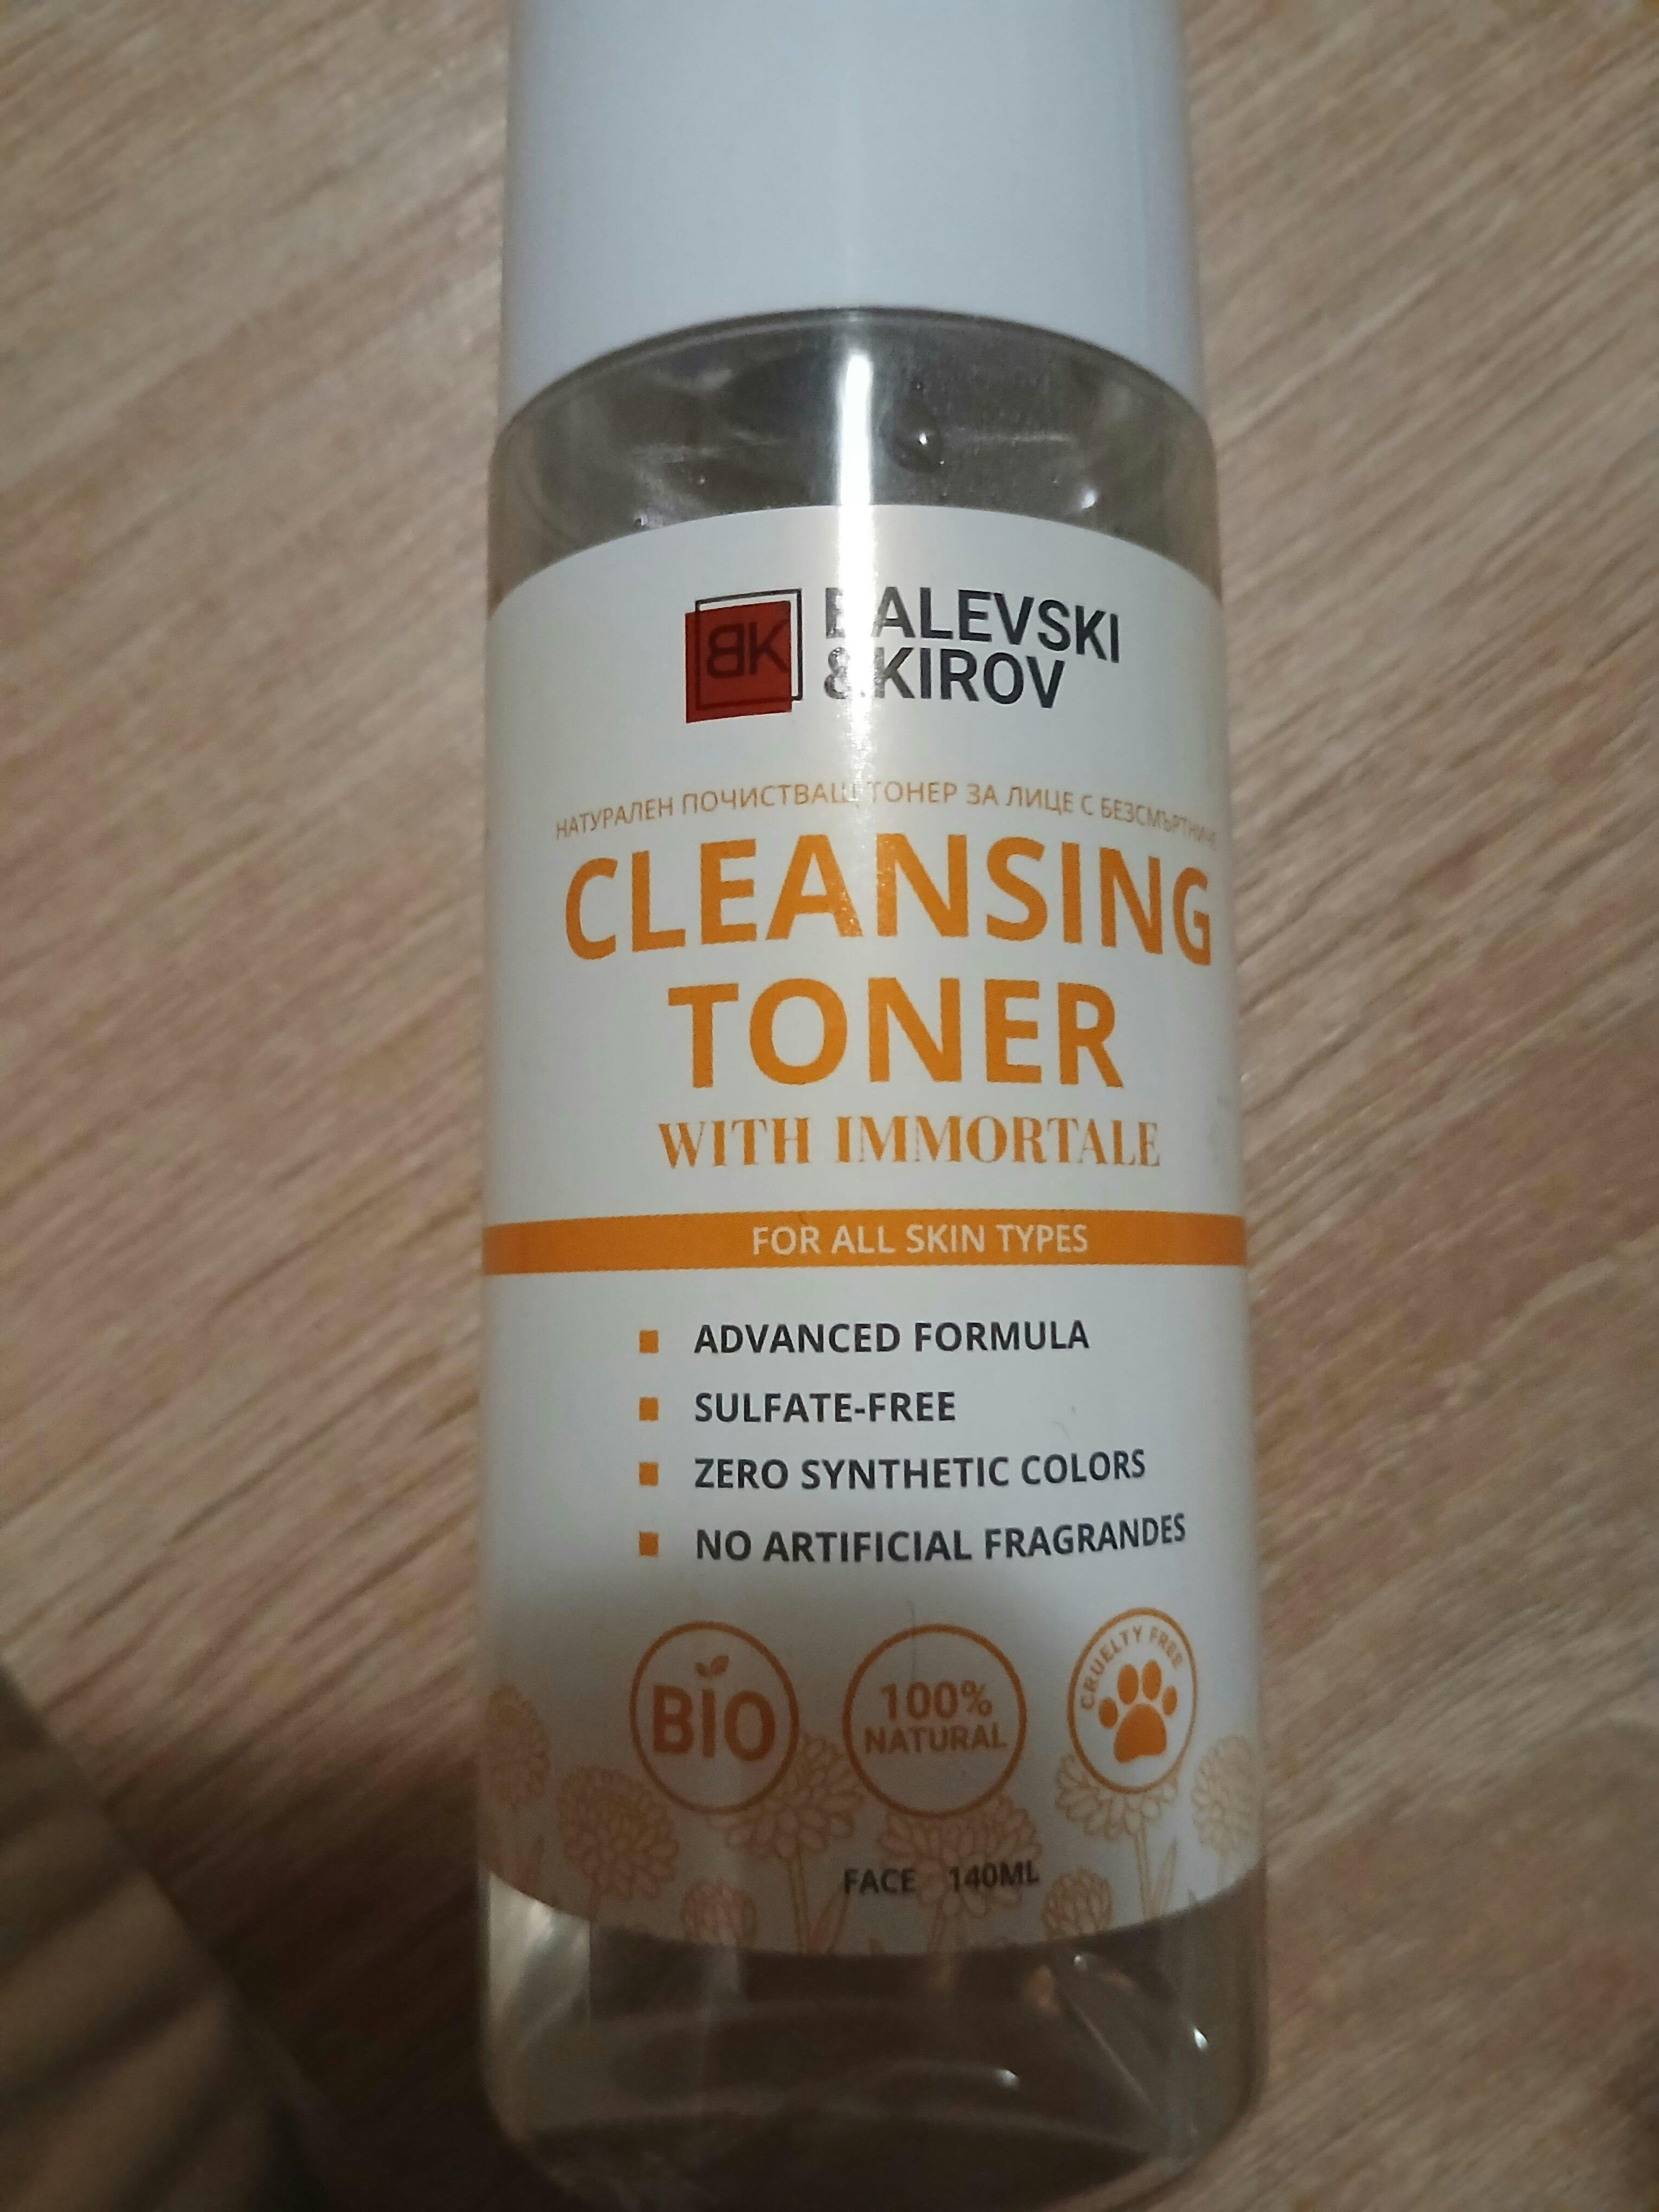 BK BALEVSKI
&KIROV
НАТУРАЛЕН ПОЧИСТВАЩ ТОНЕР ЗА ЛИЦЕ С
CLEANSING
TONER
WITH IMMORTALE
FOR ALL SKIN TYPES
ADVANCED FORMULA
SULFATE-FREE
ZERO SYNTHETIC COLORS
NO ARTIFICIAL FRAGRANDES
BIO
100%
NATURAL
CRUELTY FREE
FACE 140ML